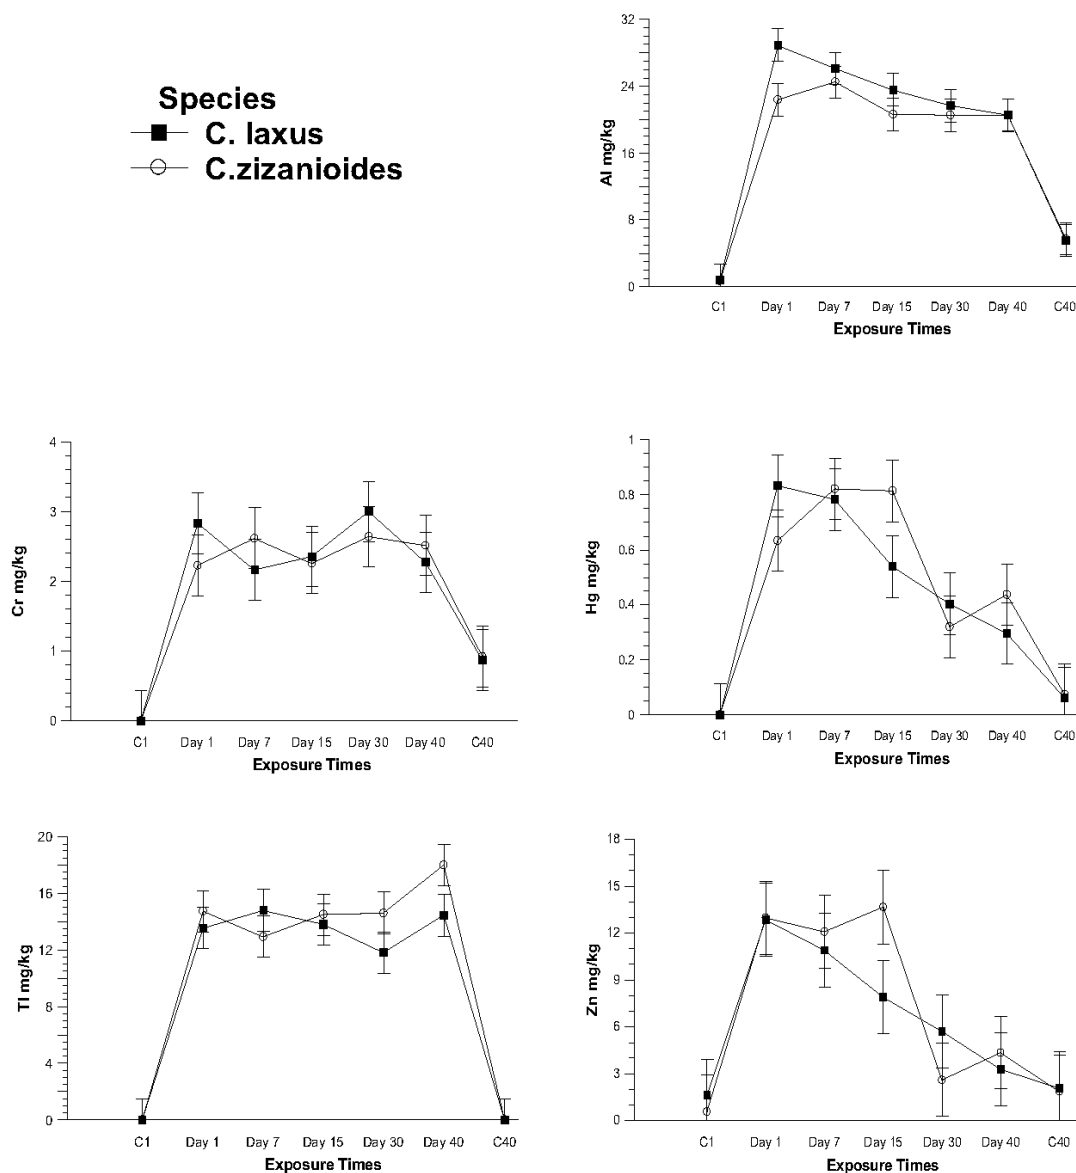 Species
C. laxus
C.zizanioides
32
24
16
8
0
Al mg/kg
C1 Day 1 Day 7 Day 15 Day 30 Day 40 C40
Exposure Times
4
3
2
1
0
Cr mg/kg
C1 Day 1 Day 7 Day 15 Day 30 Day 40 C40
Exposure Times
1
0.8
0.6
0.4
0.2
0
Hg mg/kg
C1 Day 1 Day 7 Day 15 Day 30 Day 40 C40
Exposure Times
20
16
12
8
4
0
Tl mg/kg
C1 Day 1 Day 7 Day 15 Day 30 Day 40 C40
Exposure Times
18
15
12
9
6
3
0
Zn mg/kg
C1 Day 1 Day 7 Day 15 Day 30 Day 40 C40
Exposure Times